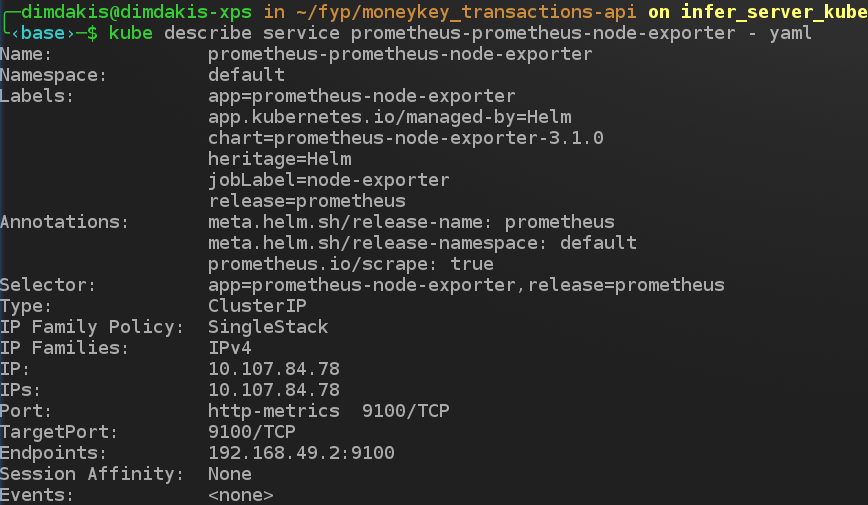 ╭─dimdakis@dimdakis-xps in ~/fyp/moneykey_transactions-api on infer_server_kube
╰‹base›─$ kube describe service prometheus-prometheus-node-exporter - yaml
Name:              prometheus-prometheus-node-exporter
Namespace:         default
Labels:            app=prometheus-node-exporter
                   app.kubernetes.io/managed-by=Helm
                   chart=prometheus-node-exporter-3.1.0
                   heritage=Helm
                   jobLabel=node-exporter
                   release=prometheus
Annotations:       meta.helm.sh/release-name: prometheus
                   meta.helm.sh/release-namespace: default
                   prometheus.io/scrape: true
Selector:          app=prometheus-node-exporter,release=prometheus
Type:              ClusterIP
IP Family Policy:  SingleStack
IP Families:       IPv4
IP:                10.107.84.78
IPs:               10.107.84.78
Port:              http-metrics  9100/TCP
TargetPort:        9100/TCP
Endpoints:         192.168.49.2:9100
Session Affinity:  None
Events:            <none>